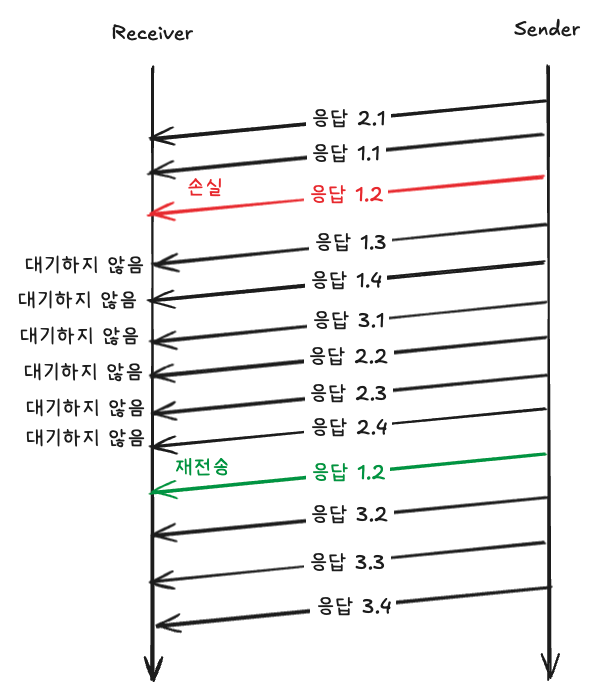 Receiver
Sender
응답 2.1
응답 1.1
손실
응답 1.2
응답 1.3
대기하지 않음
응답 1.4
대기하지 않음
응답 3.1
대기하지 않음
응답 2.2
대기하지 않음
응답 2.3
대기하지 않음
응답 2.4
대기하지 않음
재전송
응답 1.2
응답 3.2
응답 3.3
응답 3.4